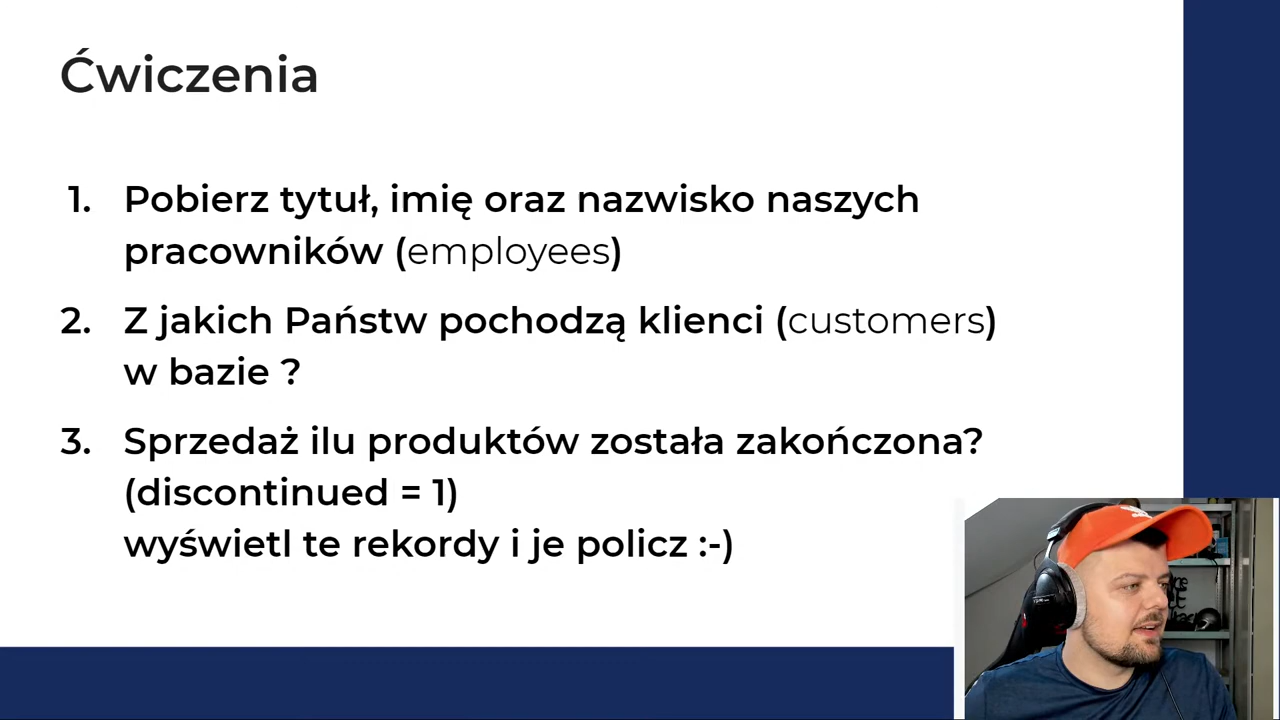 Ćwiczenia
1. Pobierz tytuł, imię oraz nazwisko naszych
pracowników (employees)
2. Z jakich Państw pochodzą klienci (customers)
w bazie ?
3. Sprzedaż ilu produktów została zakończona?
(discontinued = 1)
wyświetl te rekordy i je policz :-)